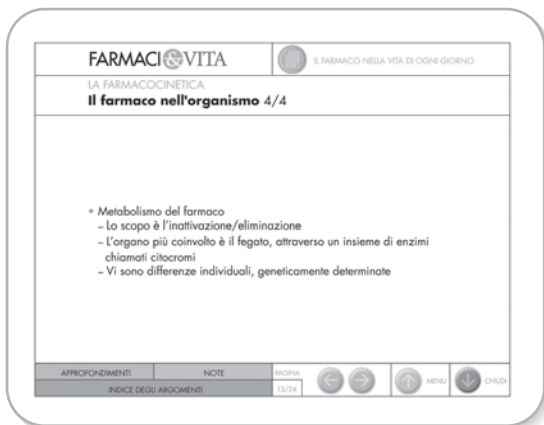 FARMACI&VITA
IL FARMACO NELLA VITA DI OGNI GIORNO
LA FARMACOCINETICA
Il farmaco nell'organismo 4/4
• Metabolismo del farmaco
– Lo scopo è l'inattivazione/eliminazione
– L'organo più coinvolto è il fegato, attraverso un insieme di enzimi
chiamati citocromi
– Vi sono differenze individuali, geneticamente determinate
APPROFONDIMENTI NOTE PAGINA
INDICE DEGLI ARGOMENTI 13/24 MENU CHIUDI